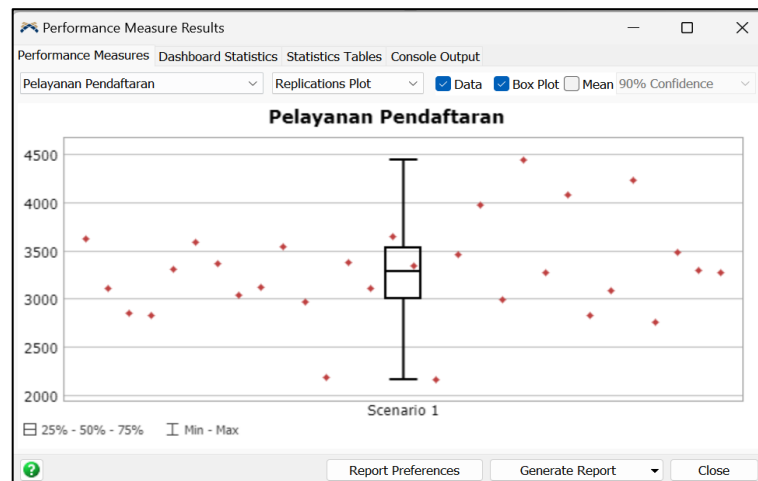 Performance Measure Results
Performance Measures Dashboard Statistics Statistics Tables Console Output
Pelayanan Pendaftaran Replications Plot Data Box Plot Mean 90% Confidence
Pelayanan Pendaftaran
4500
4000
3500
3000
2500
2000
Scenario 1
25% - 50% - 75% Min - Max
? Report Preferences Generate Report Close